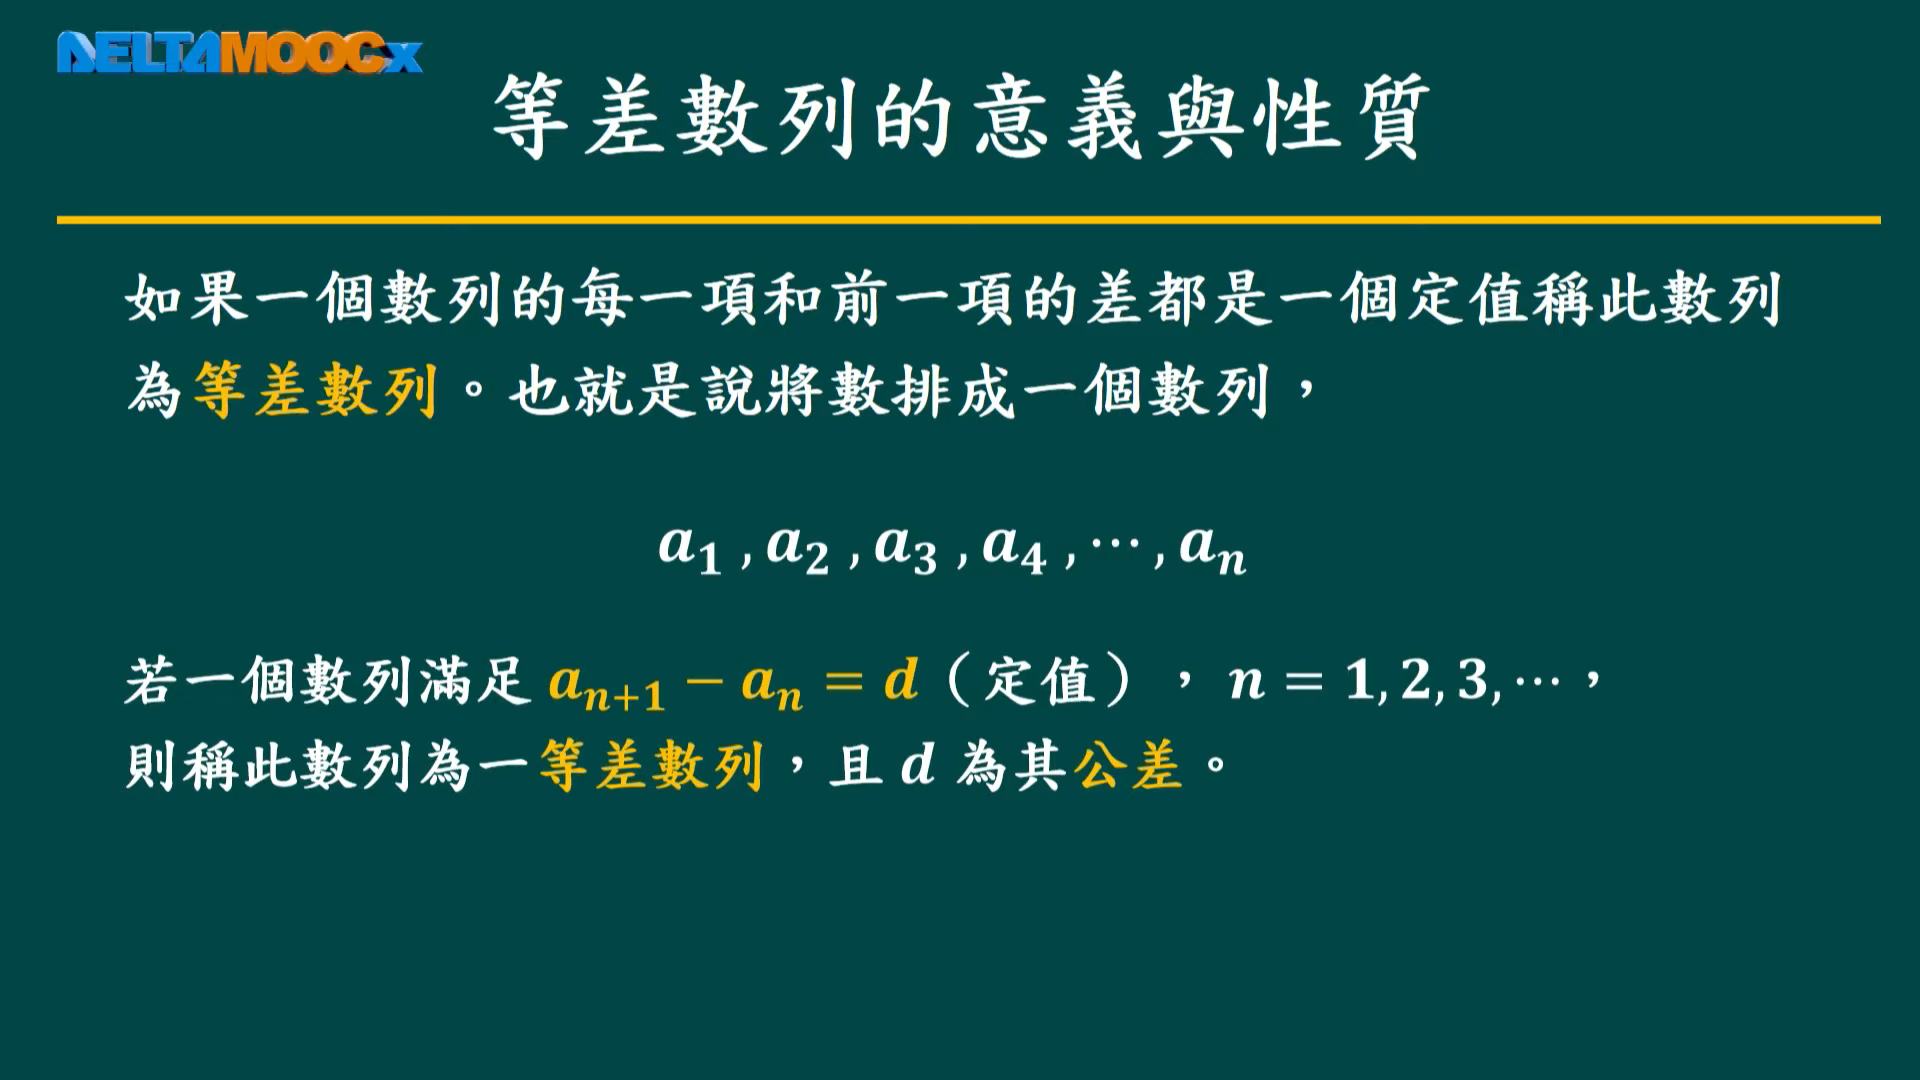 DELTAMOOCx
等差數列的意義與性質
如果一個數列的每一項和前一項的差都是一個定值稱此數列
為等差數列。也就是說將數排成一個數列，
a₁ , a₂ , a₃ , a₄ , ⋯ , aₙ
若一個數列滿足 aₙ₊₁ − aₙ = d（定值）， n = 1, 2, 3, ⋯，
則稱此數列為一等差數列，且 d 為其公差。